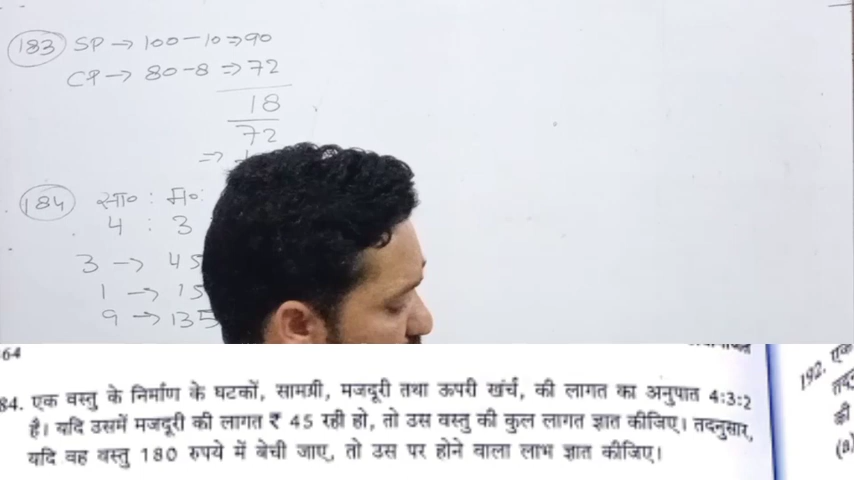 183 SP → 100-10 ⇒ 90
CP → 80-8 ⇒ 72
18
72
⇒
184 सा० : म० :
4 : 3
3 → 45
1 → 15
9 → 135
64
84. एक वस्तु के निर्माण के घटकों, सामग्री, मजदूरी तथा ऊपरी खर्च, की लागत का अनुपात 4:3:2
है। यदि उसमें मजदूरी की लागत ₹ 45 रही हो, तो उस वस्तु की कुल लागत ज्ञात कीजिए। तदनुसार,
यदि वह वस्तु 180 रुपये में बेची जाए, तो उस पर होने वाला लाभ ज्ञात कीजिए।
192. एक
की
(a)